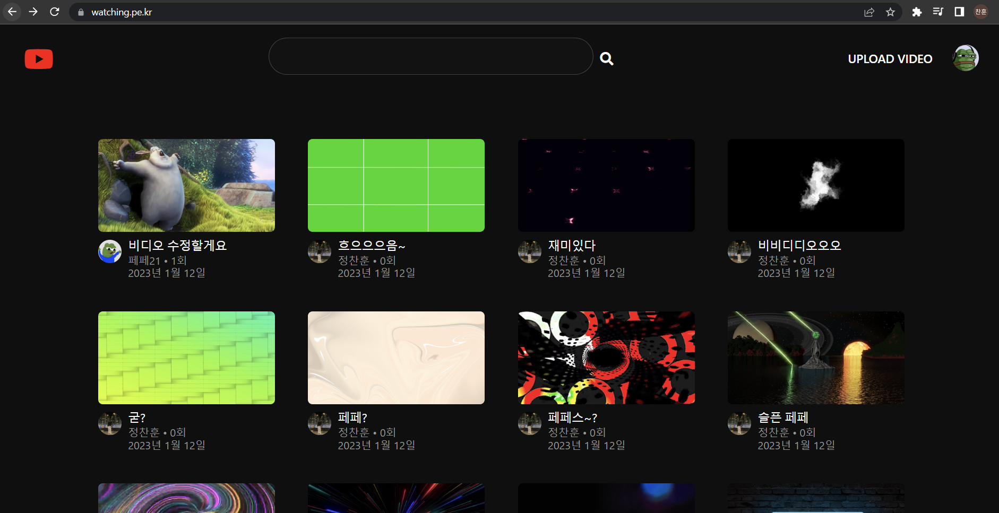 watching.pe.kr
찬훈
UPLOAD VIDEO
비디오 수정할게요
페페21 • 1회
2023년 1월 12일
흐으으으음~
정찬훈 • 0회
2023년 1월 12일
재미있다
정찬훈 • 0회
2023년 1월 12일
비비디디오오오
정찬훈 • 0회
2023년 1월 12일
굳?
정찬훈 • 0회
2023년 1월 12일
페페?
정찬훈 • 0회
2023년 1월 12일
페페스~?
정찬훈 • 0회
2023년 1월 12일
슬픈 페페
정찬훈 • 0회
2023년 1월 12일